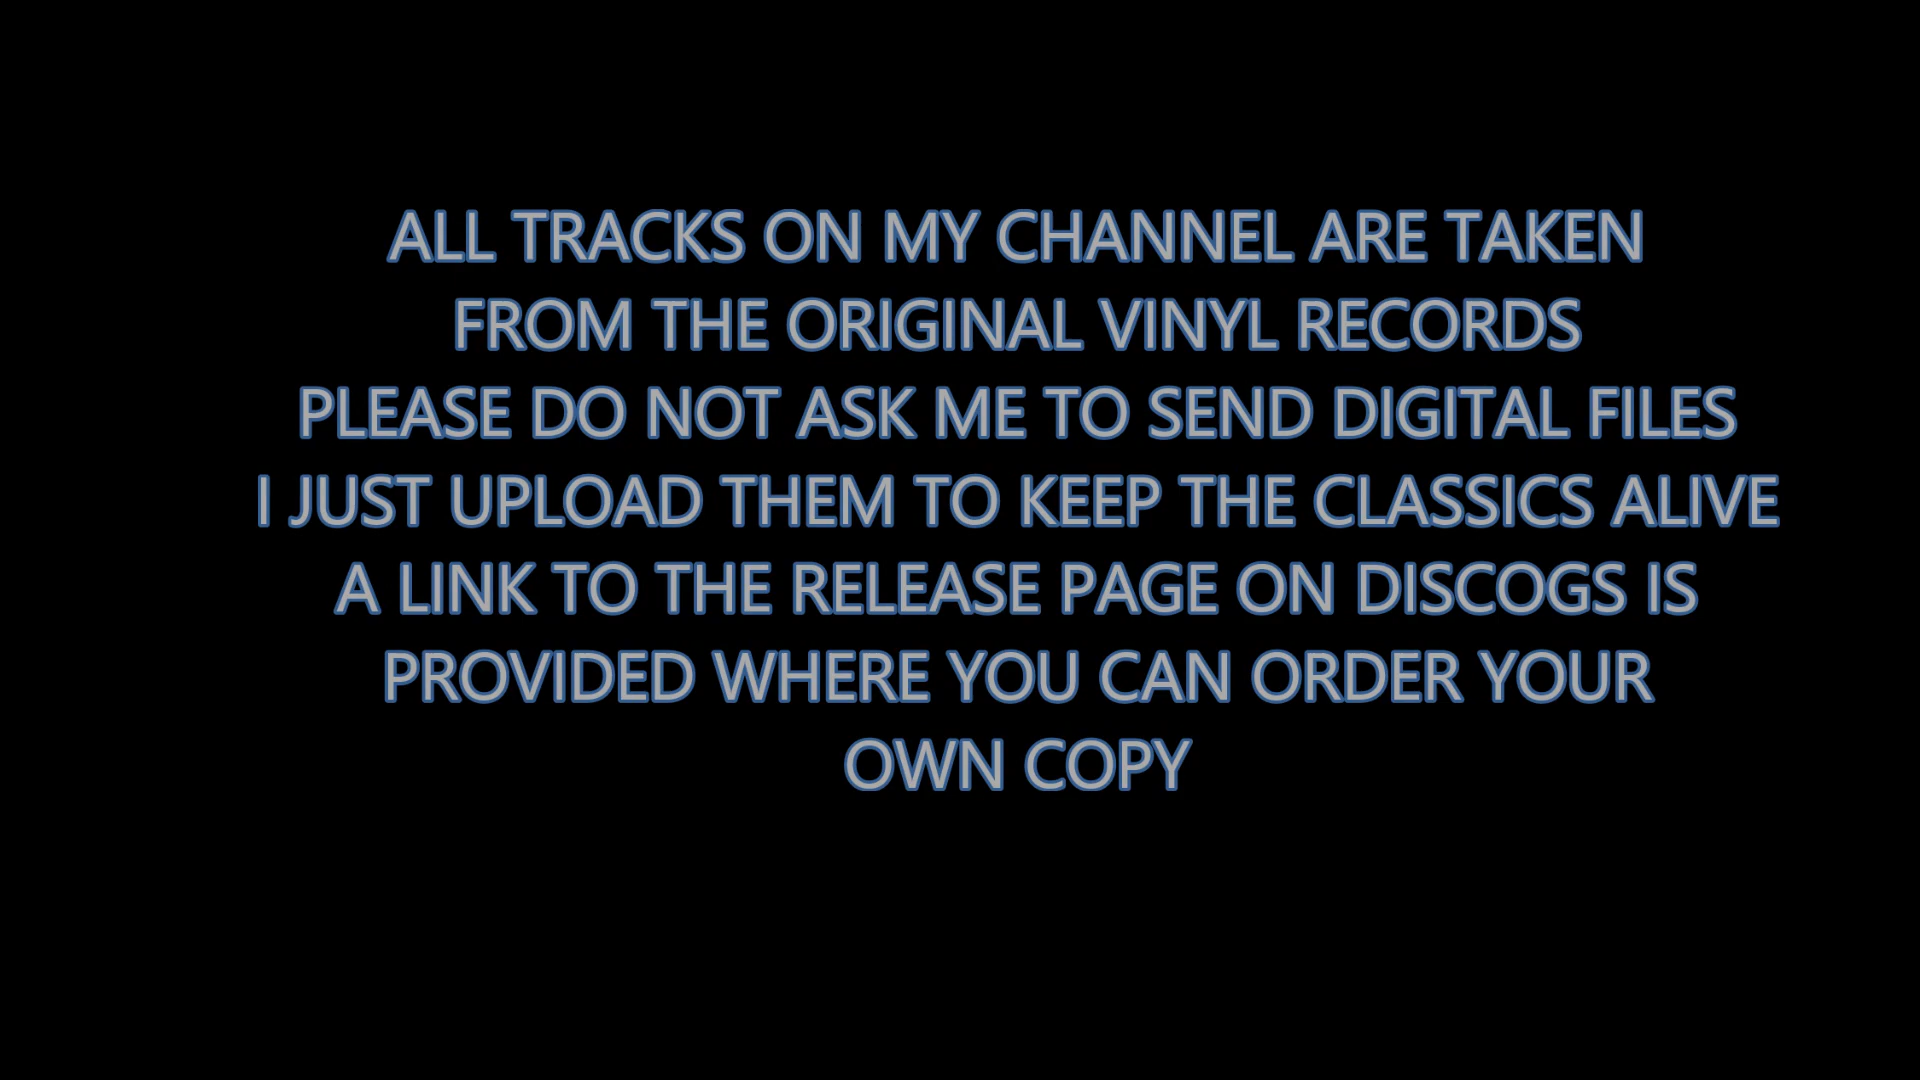 ALL TRACKS ON MY CHANNEL ARE TAKEN
FROM THE ORIGINAL VINYL RECORDS
PLEASE DO NOT ASK ME TO SEND DIGITAL FILES
I JUST UPLOAD THEM TO KEEP THE CLASSICS ALIVE
A LINK TO THE RELEASE PAGE ON DISCOGS IS
PROVIDED WHERE YOU CAN ORDER YOUR
OWN COPY